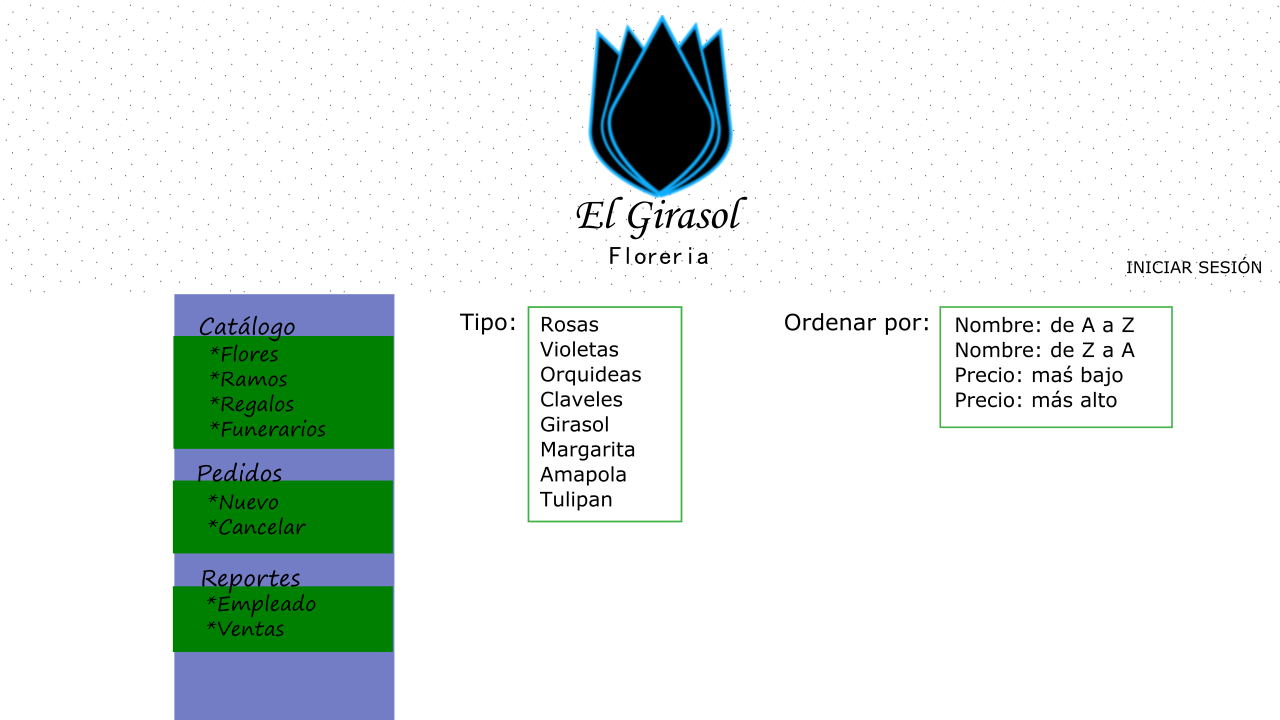 El Girasol
Floreria
INICIAR SESIÓN
Catálogo
*Flores
*Ramos
*Regalos
*Funerarios
Pedidos
*Nuevo
*Cancelar
Reportes
*Empleado
*Ventas
Tipo:
Rosas
Violetas
Orquideas
Claveles
Girasol
Margarita
Amapola
Tulipan
Ordenar por:
Nombre: de A a Z
Nombre: de Z a A
Precio: maś bajo
Precio: más alto